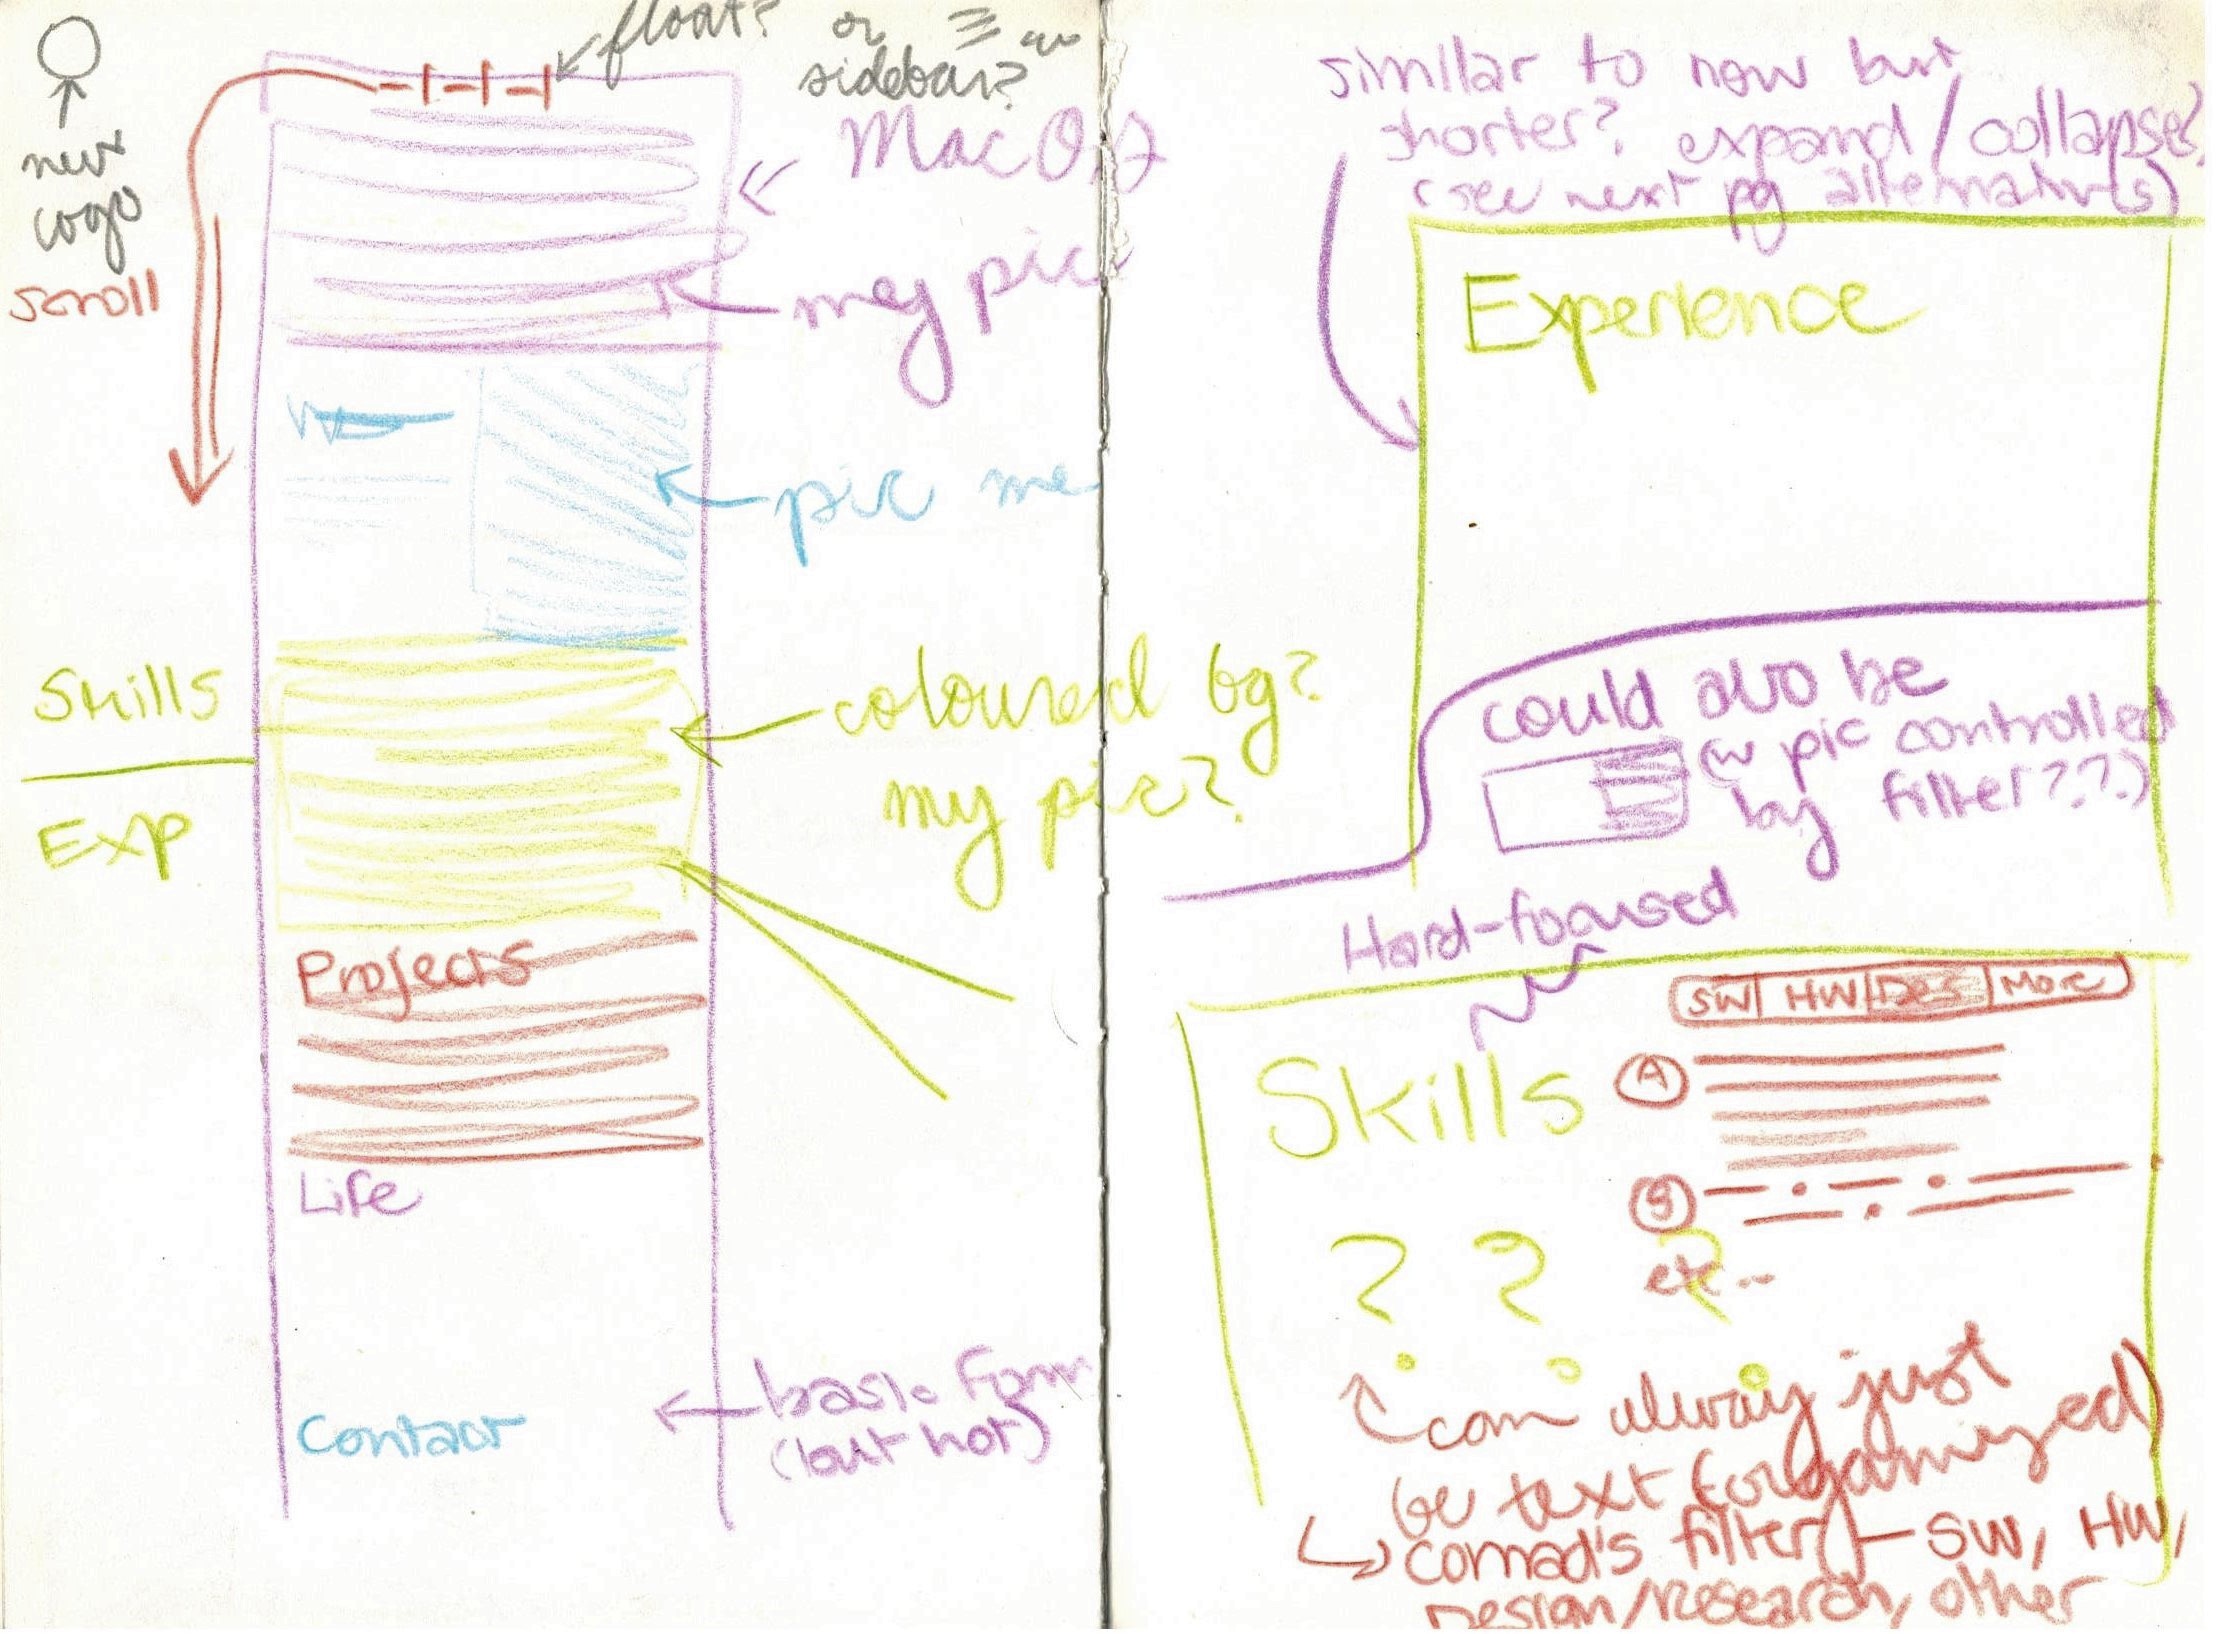 new
logo
scroll
float? or
sidebar?
my pic
pic me
Skills
Exp
coloured bg?
my pic?
Projects
Life
Contact
basic form
(but hot)
similar to now but
shorter? expand / collapse?
(see next pg alternatives)
Experience
could also be
(w pic controlled
by filter???)
Hard-focused
SW HW Des More
Skills
A
B
etc...
? ? ?
can always just
be text (organized)
Conrad's filter - SW, HW,
Design/research, other